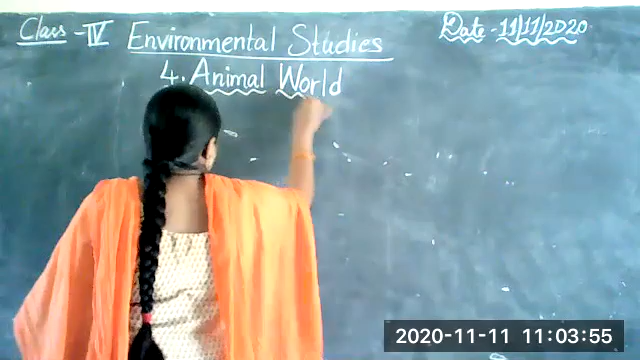 Class - IV Environmental Studies Date - 11/11/2020
4. Animal World
2020-11-11 11:03:55